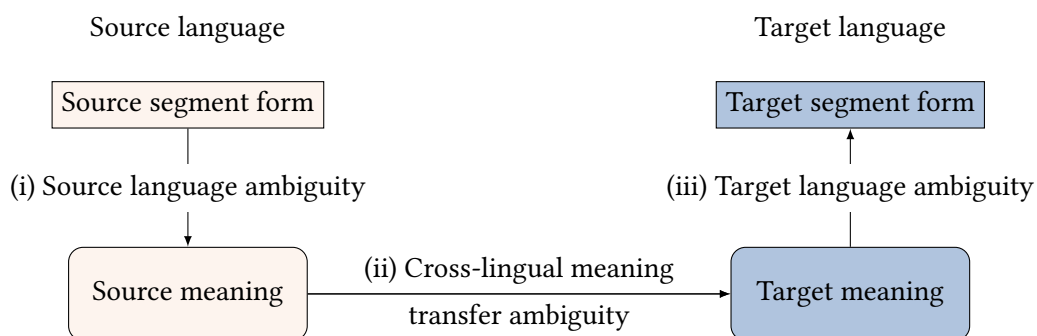 Source language
Target language
Source segment form
Target segment form
(i) Source language ambiguity
(iii) Target language ambiguity
(ii) Cross-lingual meaning
transfer ambiguity
Source meaning
Target meaning